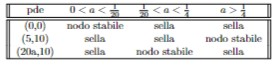 pde 0 < a < 1/20 1/20 < a < 1/4 a > 1/4
(0,0) nodo stabile sella sella
(5,10) sella sella nodo stabile
(20a,10) sella nodo stabile sella